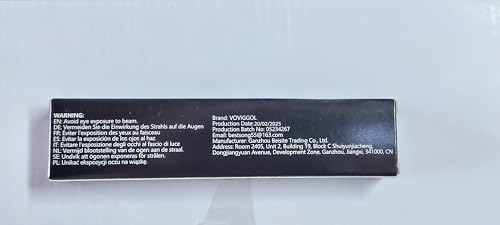 WARNING:
EN: Avoid eye exposure to beam.
DE: Vermeiden Sie die Einwirkung des Strahls auf die Augen
FR: Éviter l'exposition des yeux au faisceau
ES: Evitar la exposición de los ojos al haz
IT: Evitare l'esposizione degli occhi al fascio di luce
NL: Vermijd blootstelling van de ogen aan de straal.
SE: Undvik att ögonen exponeras för strålen.
PL: Unikać ekspozycji oczu na wiązkę.
Brand: VOVIGGOL
Production Date: 20/02/2025
Production Batch No: 05234267
Email: bestsong55@163.com
Manufacturer: Ganzhou Beisite Trading Co., Ltd.
Address: Room 2405, Unit 2, Building 19, Block C Shuiyunjiacheng,
Dongjiangyuan Avenue, Development Zone, Ganzhou, Jiangxi, 341000, CN